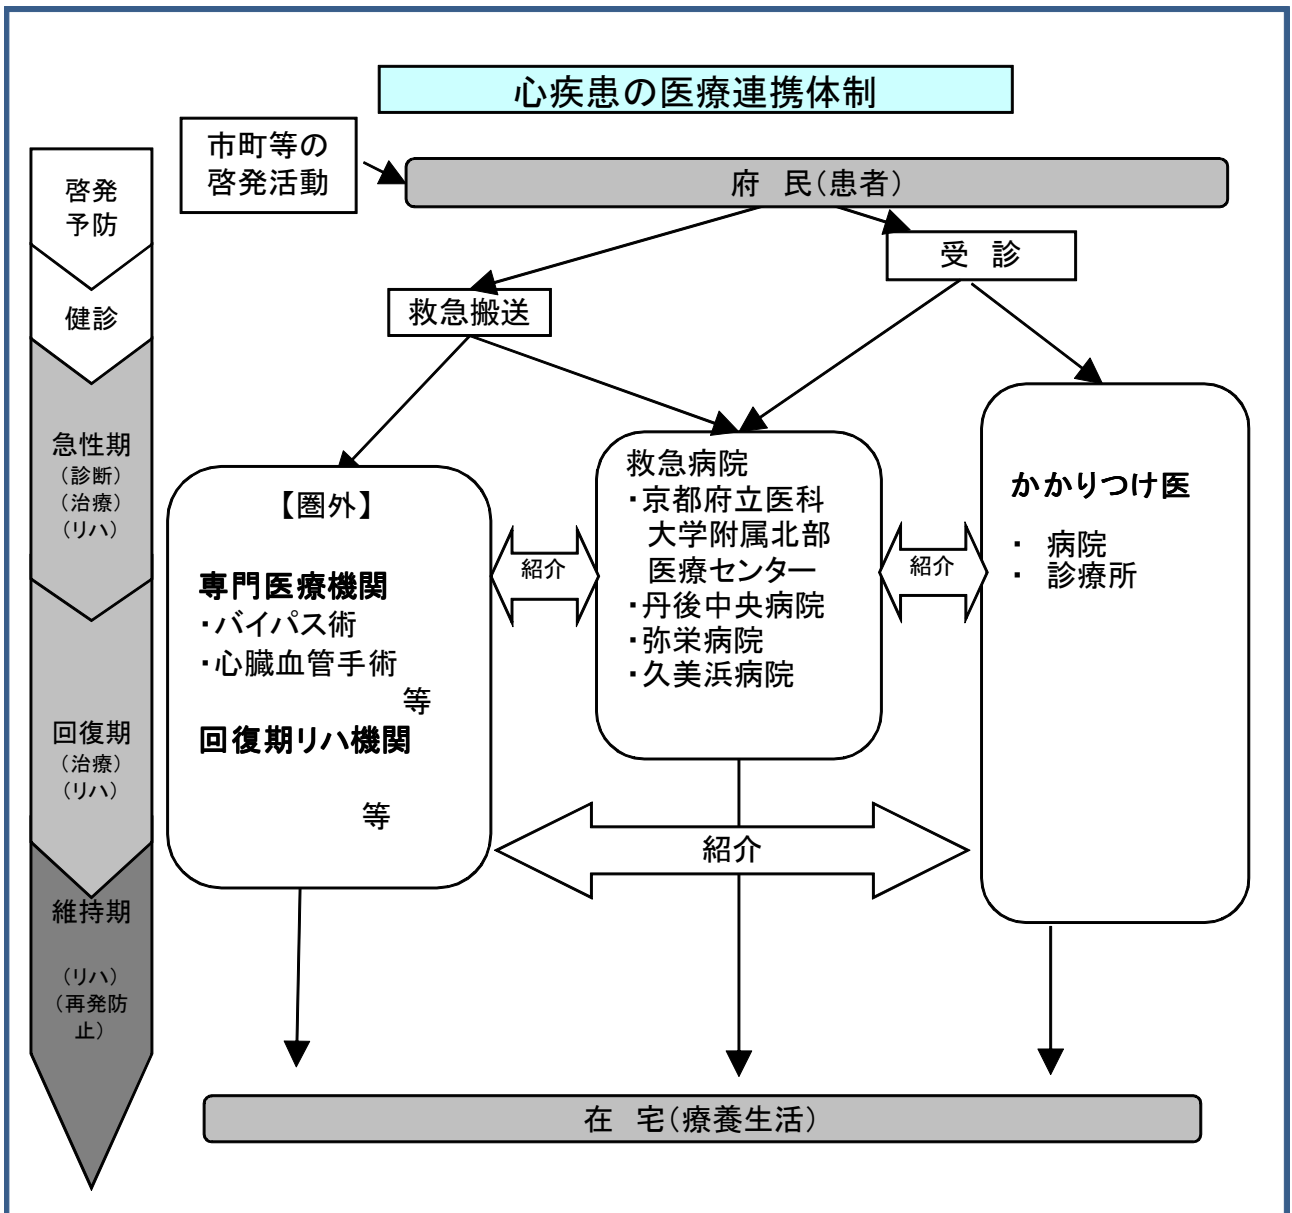 心疾患の医療連携体制
市町等の
啓発活動
府　民（患者）
受　診
救急搬送
啓発
予防
健診
急性期
（診断）
（治療）
（リハ）
回復期
（治療）
（リハ）
維持期
（リハ）
（再発防
止）
【圏外】
専門医療機関
・バイパス術
・心臓血管手術
等
回復期リハ機関
等
紹介
救急病院
・京都府立医科
大学附属北部
医療センター
・丹後中央病院
・弥栄病院
・久美浜病院
紹介
かかりつけ医
・　病院
・　診療所
紹介
在　宅（療養生活）